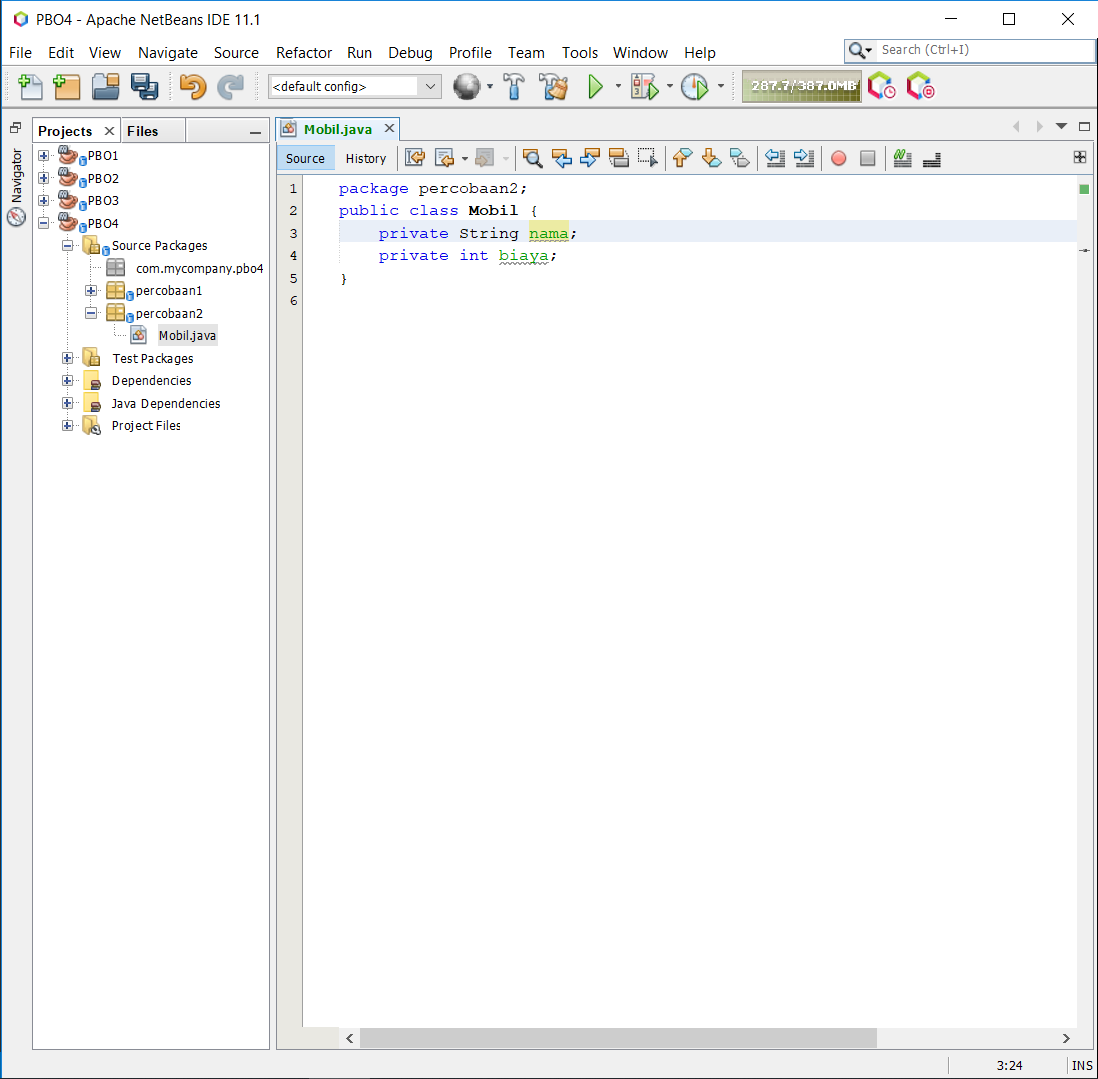 PBO4 - Apache NetBeans IDE 11.1
File Edit View Navigate Source Refactor Run Debug Profile Team Tools Window Help
Search (Ctrl+I)
<default config>
287.7/387.0MB
Navigator
Projects Files
PBO1
PBO2
PBO3
PBO4
Source Packages
com.mycompany.pbo4
percobaan1
percobaan2
Mobil.java
Test Packages
Dependencies
Java Dependencies
Project Files
Mobil.java
Source History
1 package percobaan2;
2 public class Mobil {
3 private String nama;
4 private int biaya;
5 }
6
3:24 INS